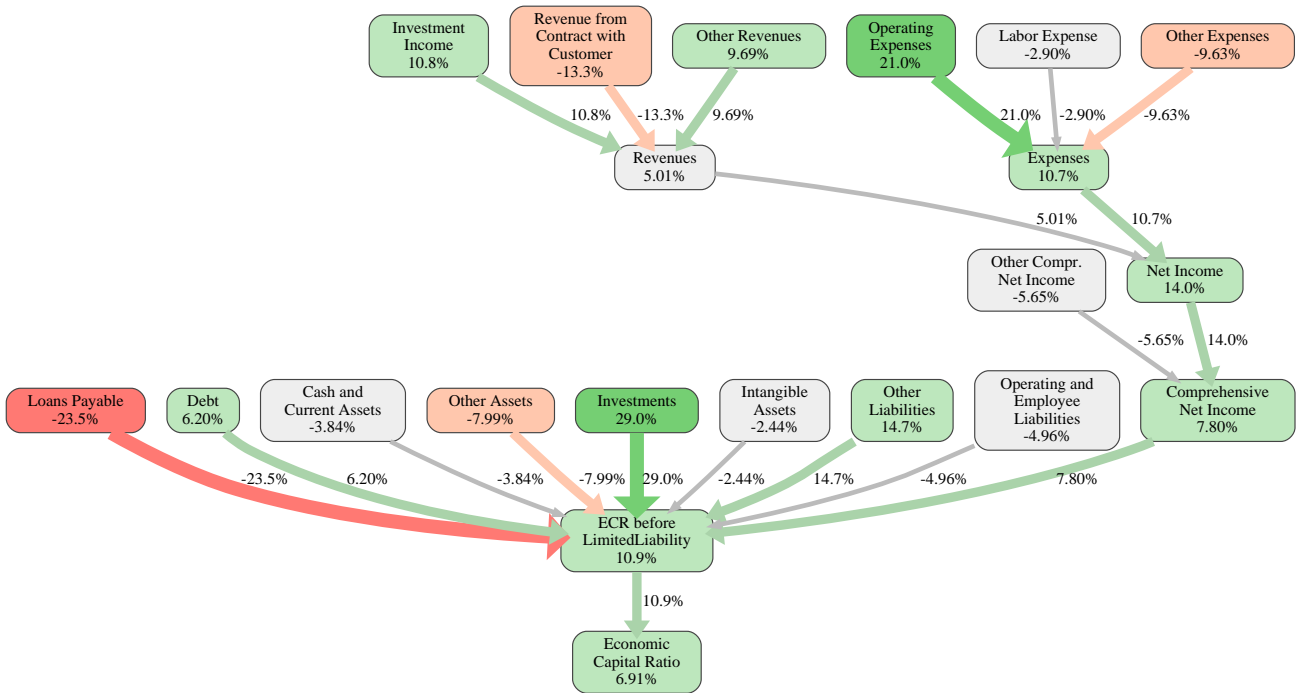 Investment
Income
10.8%
Revenue from
Contract with
Customer
-13.3%
Other Revenues
9.69%
Operating
Expenses
21.0%
Labor Expense
-2.90%
Other Expenses
-9.63%
10.8%
-13.3%
9.69%
21.0%
-2.90%
-9.63%
Revenues
5.01%
Expenses
10.7%
5.01%
10.7%
Other Compr.
Net Income
-5.65%
Net Income
14.0%
-5.65%
14.0%
Loans Payable
-23.5%
Debt
6.20%
Cash and
Current Assets
-3.84%
Other Assets
-7.99%
Investments
29.0%
Intangible
Assets
-2.44%
Other
Liabilities
14.7%
Operating and
Employee
Liabilities
-4.96%
Comprehensive
Net Income
7.80%
-23.5%
6.20%
-3.84%
-7.99%
29.0%
-2.44%
14.7%
-4.96%
7.80%
ECR before
LimitedLiability
10.9%
10.9%
Economic
Capital Ratio
6.91%